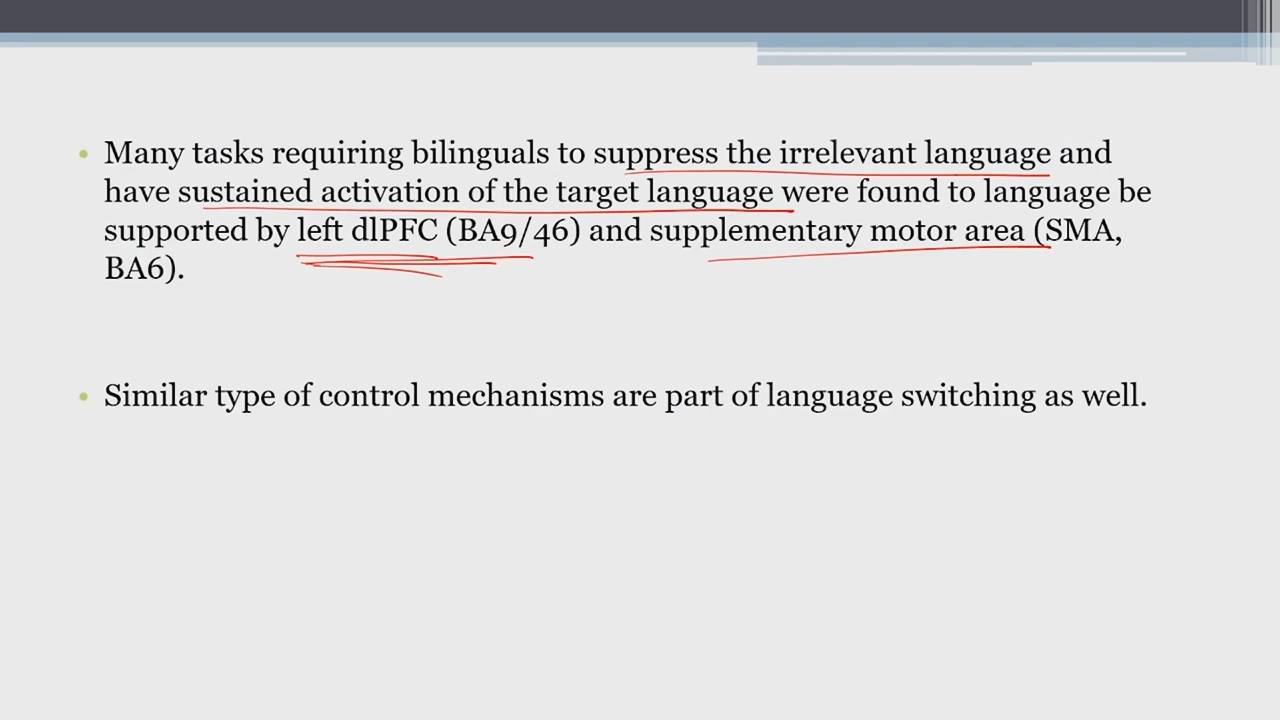 • Many tasks requiring bilinguals to suppress the irrelevant language and
have sustained activation of the target language were found to language be
supported by left dlPFC (BA9/46) and supplementary motor area (SMA,
BA6).
• Similar type of control mechanisms are part of language switching as well.